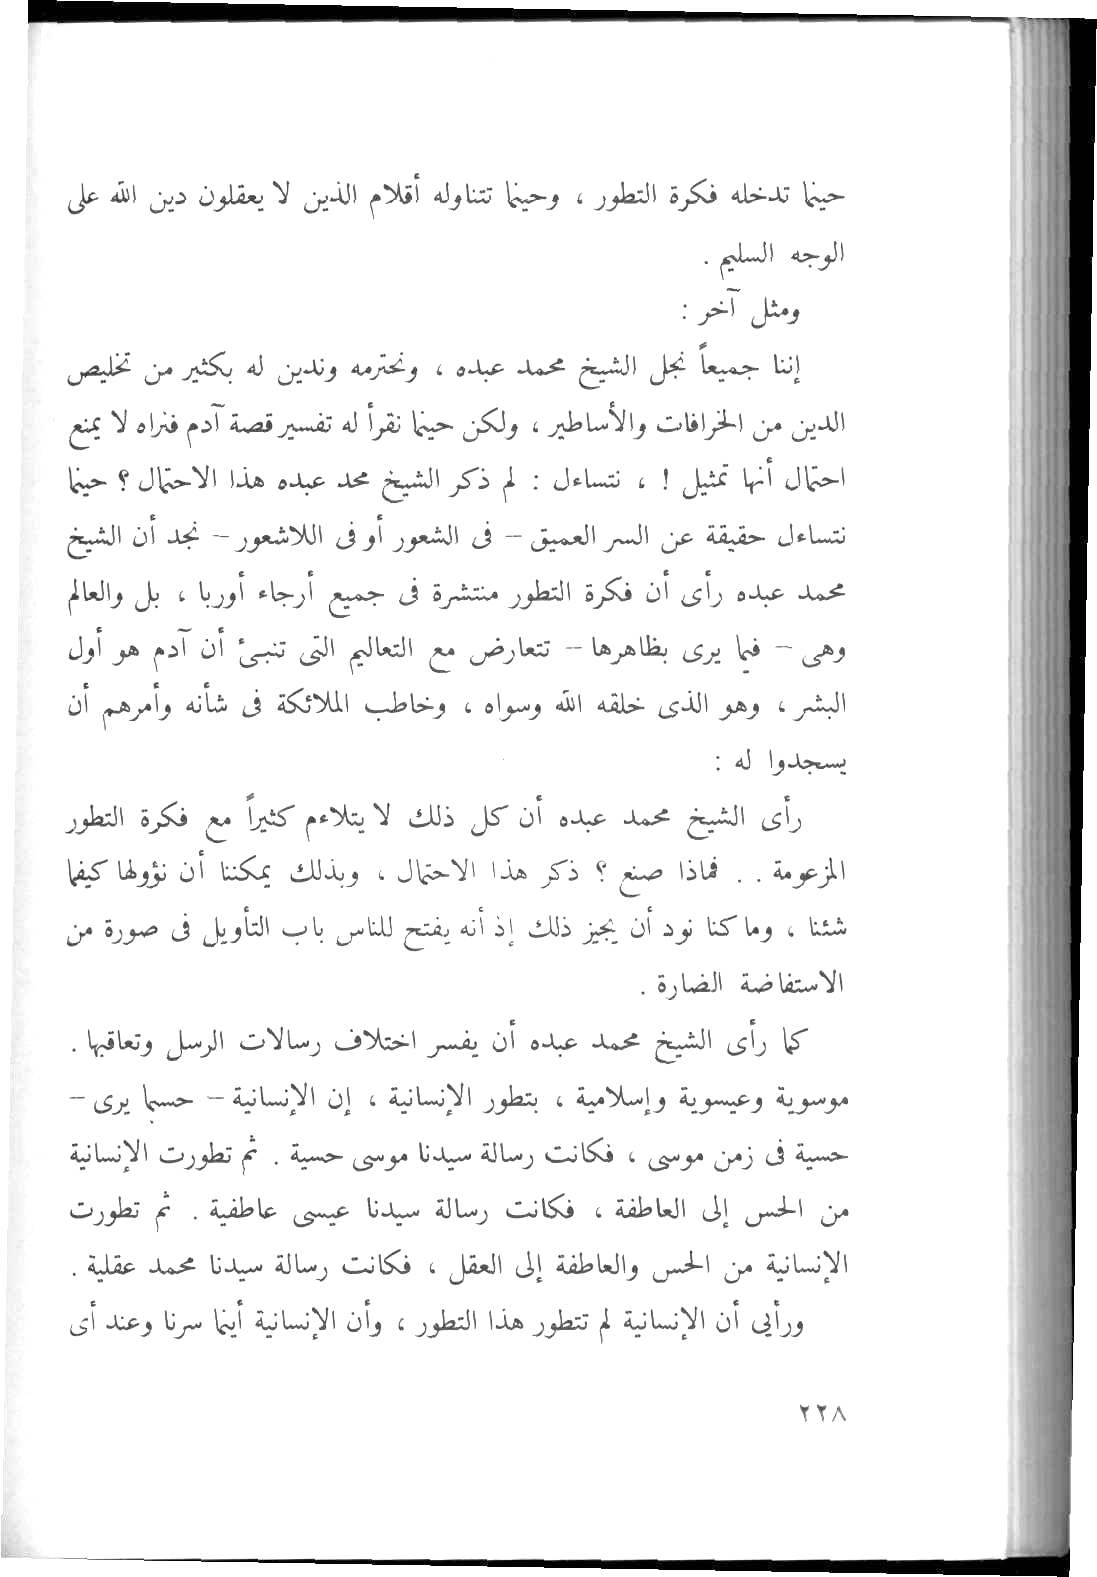 حينما تدخله فكرة التطور ، وحينما تتناوله أقلام الذين لا يعقلون دين الله على
الوجه السليم .
ومثل آخر :
إننا جميعاً نجل الشيخ محمد عبده ، ونحترمه وندين له بكثير من تخليص
الدين من الخرافات والأساطير ، ولكن حينما نقرأ له تفسير قصة آدم فنراه لا يمنع
احتمال أنها تمثيل ! ، نتساءل : لم ذكر الشيخ محمد عبده هذا الاحتمال ؟ حينما
نتساءل حقيقة عن السر العميق – فى الشعور أو فى اللاشعور – نجد أن الشيخ
محمد عبده رأى أن فكرة التطور منتشرة فى جميع أرجاء أوربا ، بل والعالم
وهى – فيما يرى بظاهرها – تتعارض مع التعاليم التى تنبئ أن آدم هو أول
البشر ، وهو الذى خلقه الله وسواه ، وخاطب الملائكة فى شأنه وأمرهم أن
يسجدوا له :
رأى الشيخ محمد عبده أن كل ذلك لا يتلاءم كثيراً مع فكرة التطور
المزعومة . . فماذا صنع ؟ ذكر هذا الاحتمال ، وبذلك يمكننا أن نؤولها كيفما
شئنا ، وما كنا نود أن يجيز ذلك إذ أنه يفتح للناس باب التأويل فى صورة من
الاستفاضة الضارة .
كما رأى الشيخ محمد عبده أن يفسر اختلاف رسالات الرسل وتعاقبها .
موسوية وعيسوية وإسلامية ، بتطور الإنسانية ، إن الإنسانية – حسبما يرى –
حسية فى زمن موسى ، فكانت رسالة سيدنا موسى حسية . ثم تطورت الإنسانية
من الحس إلى العاطفة ، فكانت رسالة سيدنا عيسى عاطفية . ثم تطورت
الإنسانية من الحس والعاطفة إلى العقل ، فكانت رسالة سيدنا محمد عقلية .
ورأيى أن الإنسانية لم تتطور هذا التطور ، وأن الإنسانية أينما سرنا وعند أى
٢٢٨